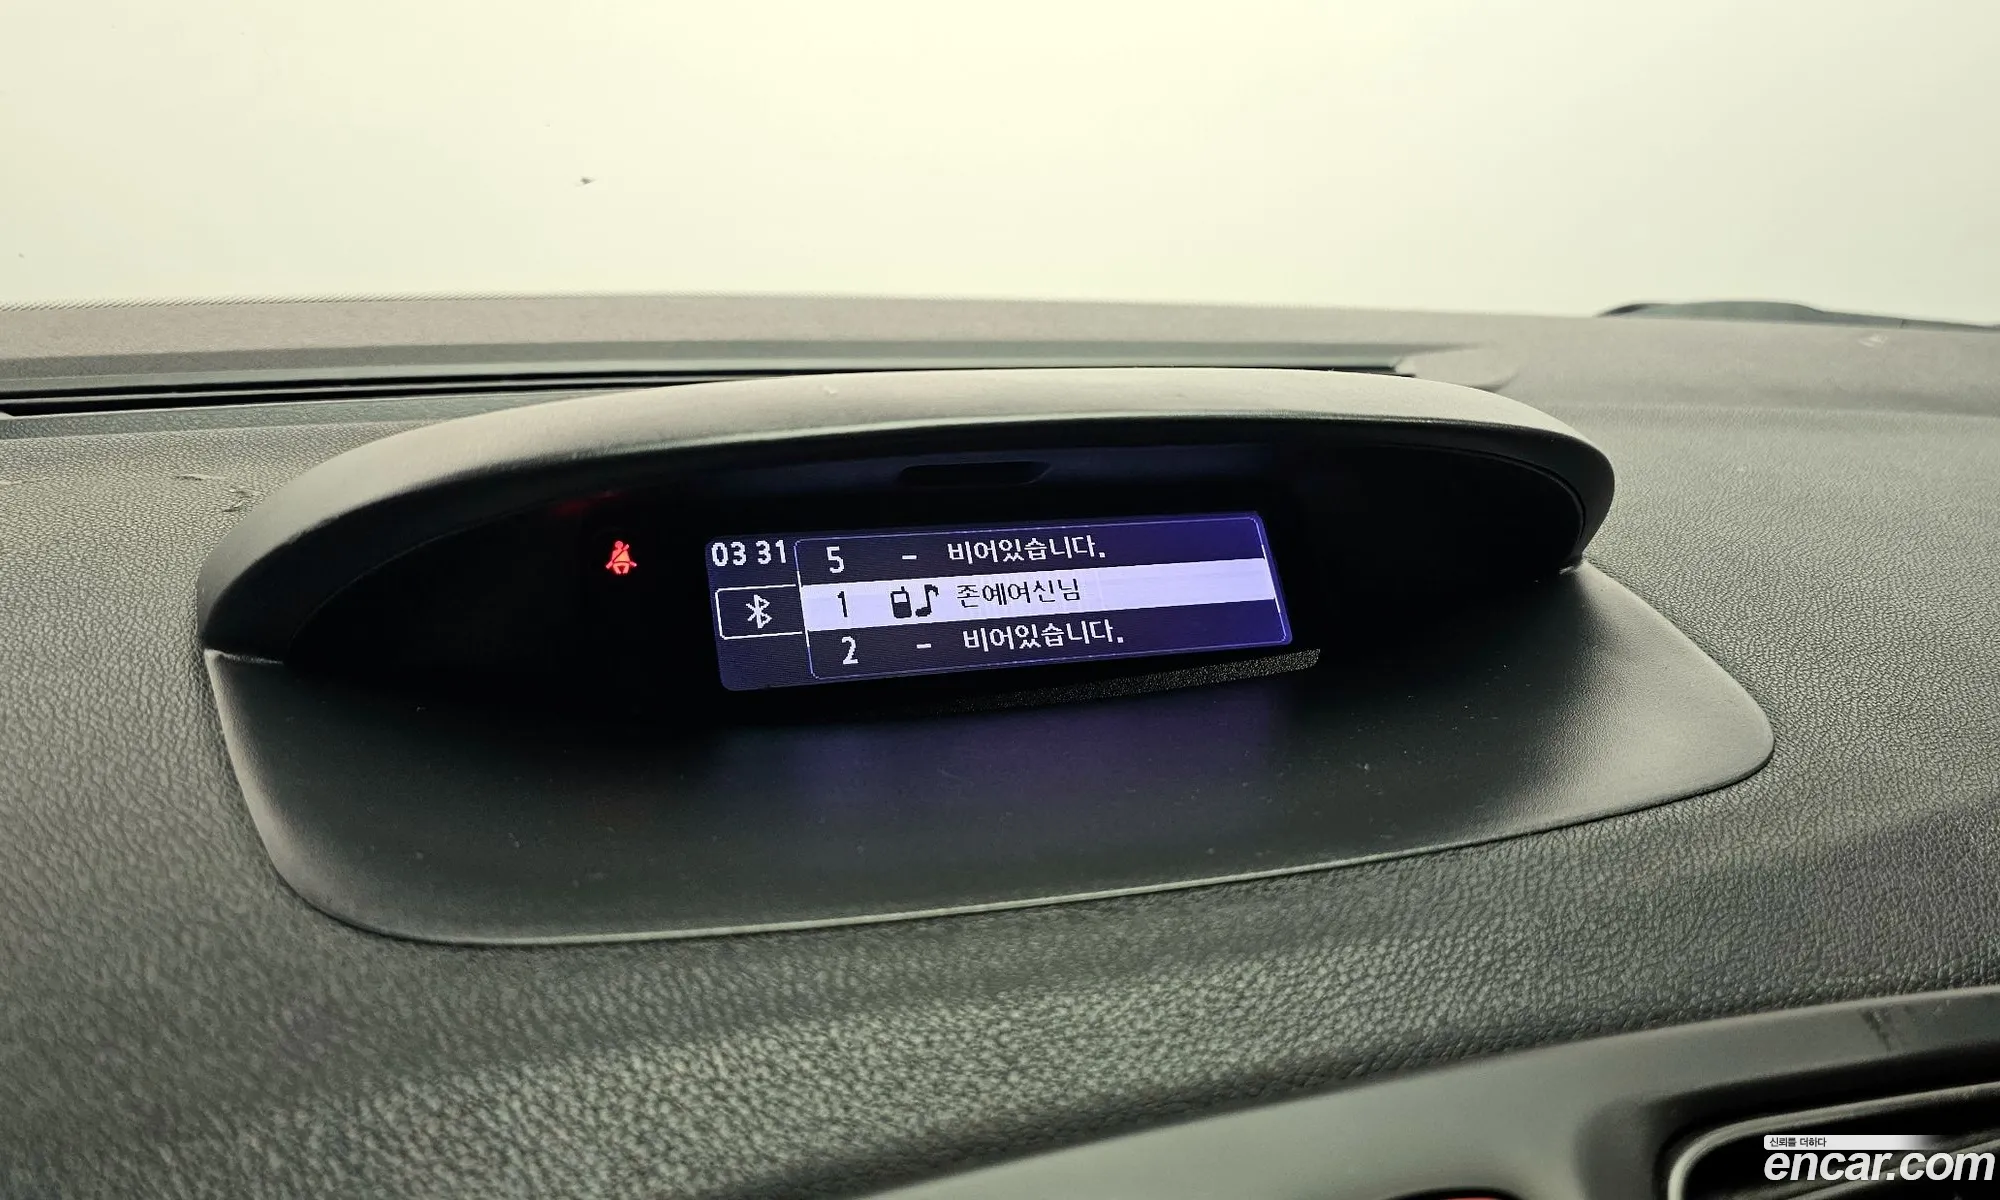 03 31
5 - 비어있습니다.
1 존예여신님
2 - 비어있습니다.
신뢰를 더하다
encar.com